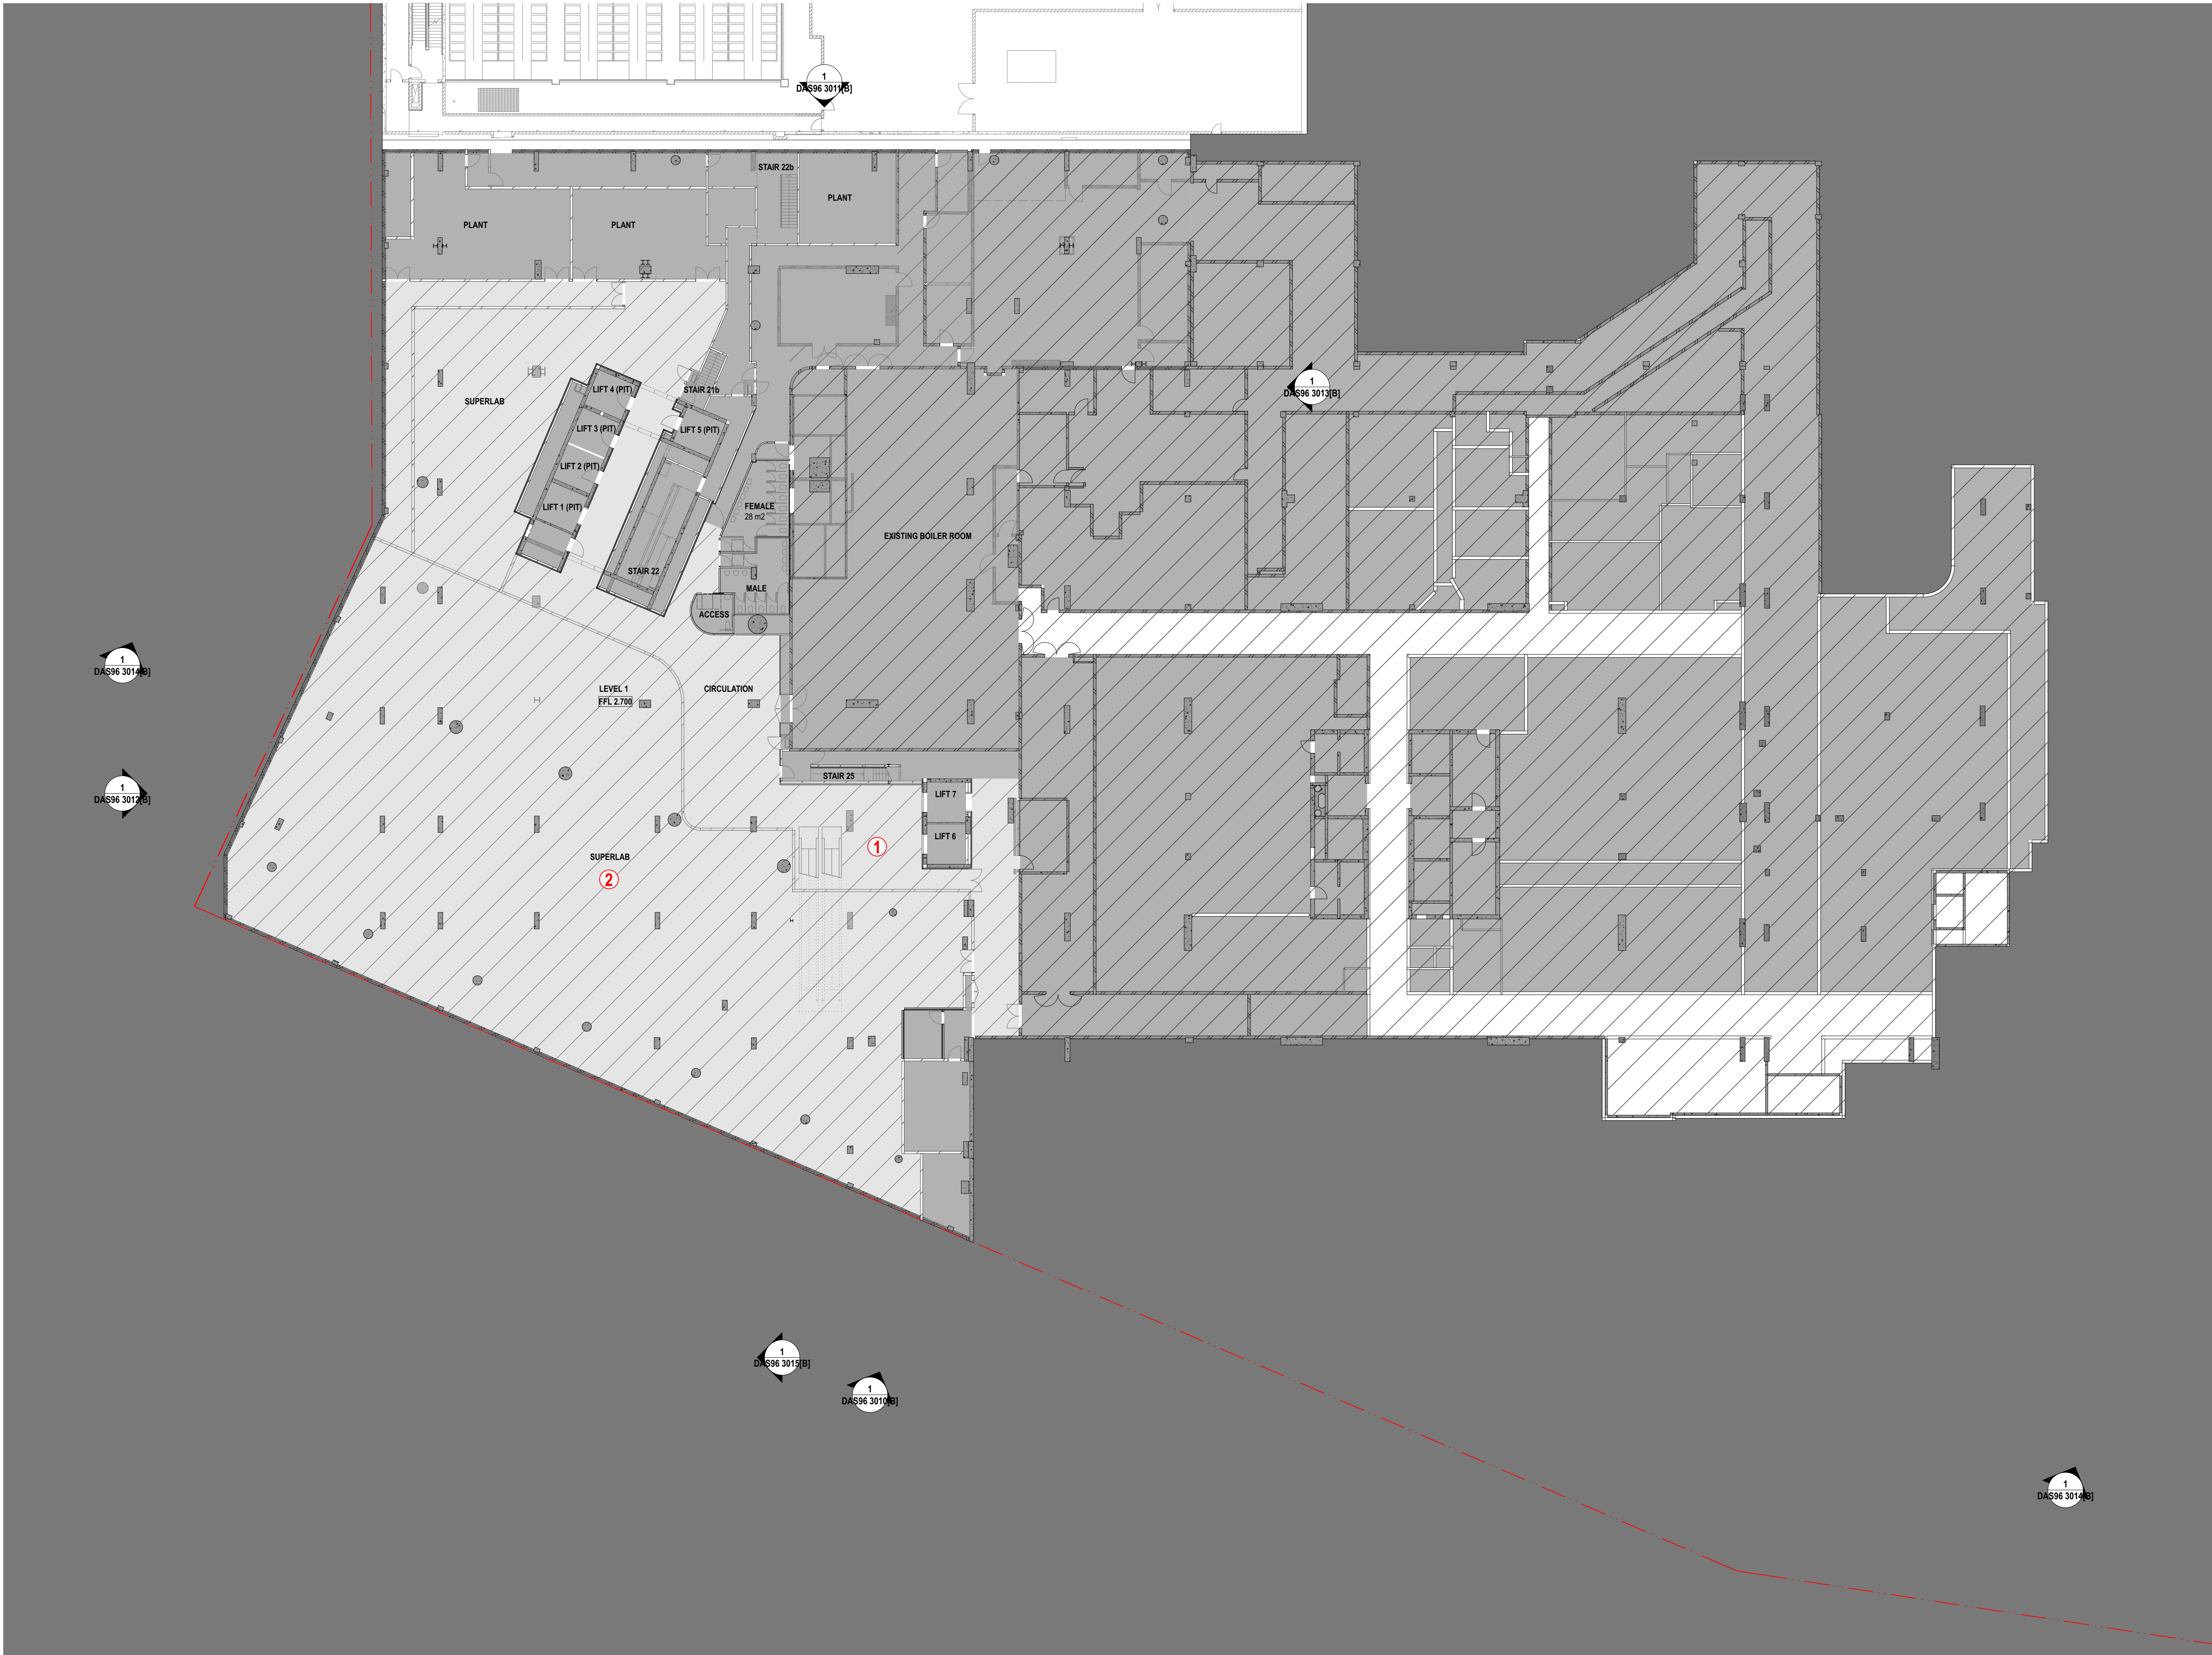 1
DAS96 3011[B]
STAIR 22b
PLANT
PLANT
PLANT
LIFT 4 (PIT)
STAIR 21b
1
DAS96 3013[B]
SUPERLAB
LIFT 3 (PIT)
LIFT 5 (PIT)
LIFT 2 (PIT)
LIFT 1 (PIT)
FEMALE
28 m2
EXISTING BOILER ROOM
STAIR 22
MALE
ACCESS
1
DAS96 3014[B]
LEVEL 1
FFL 2.700
CIRCULATION
STAIR 25
1
DAS96 3012[B]
LIFT 7
LIFT 6
1
SUPERLAB
2
1
DAS96 3015[B]
1
DAS96 3010[B]
1
DAS96 3014[B]